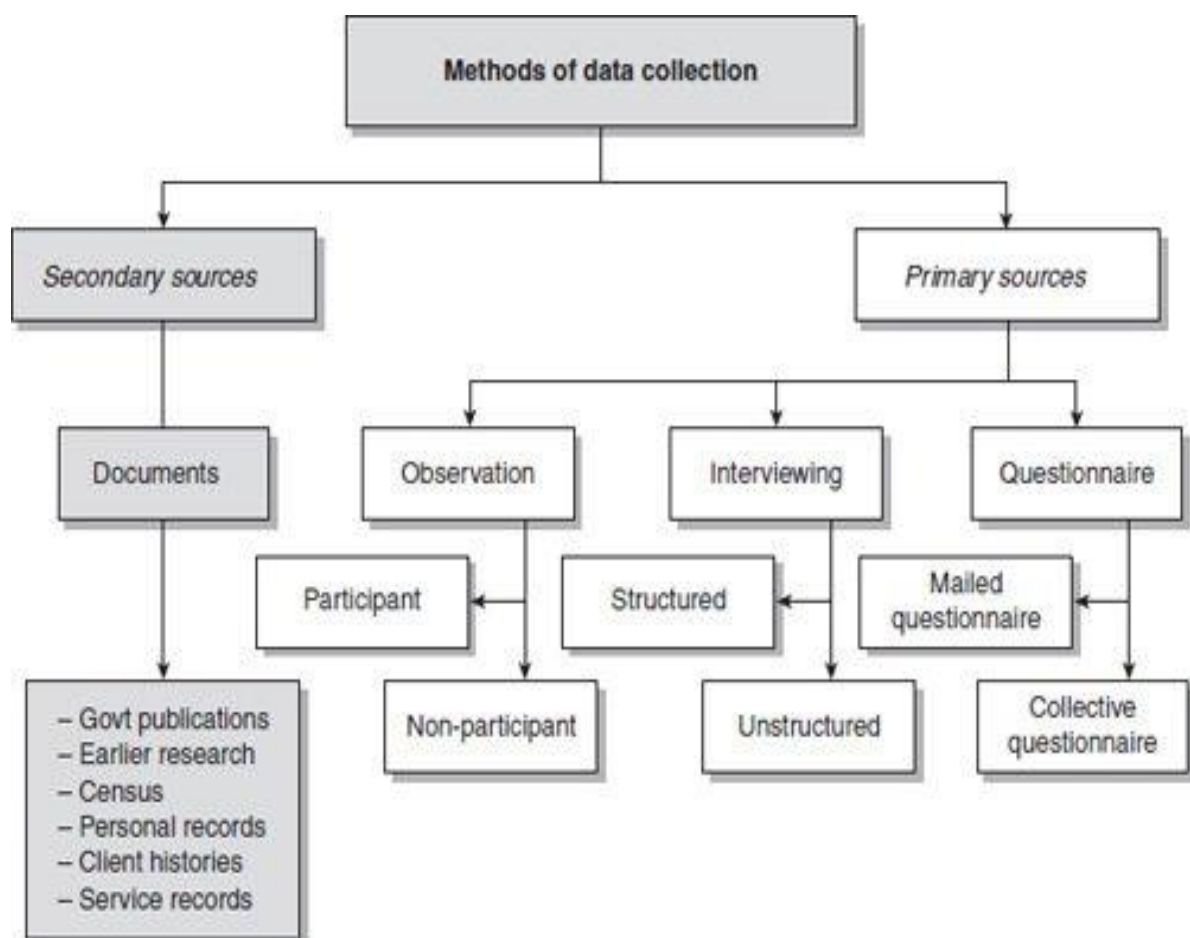 Methods of data collection
Secondary sources
Primary sources
Documents
Observation
Interviewing
Questionnaire
Participant
Structured
Mailed
questionnaire
– Govt publications
– Earlier research
– Census
– Personal records
– Client histories
– Service records
Non-participant
Unstructured
Collective
questionnaire